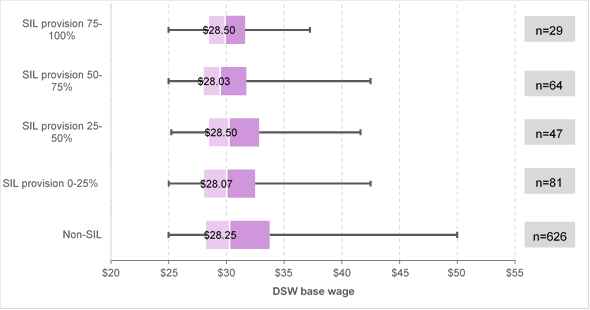 SIL provision 75-
100%
$28.50
n=29
SIL provision 50-
75%
$28.03
n=64
SIL provision 25-
50%
$28.50
n=47
SIL provision 0-25%
$28.07
n=81
Non-SIL
$28.25
n=626
$20 $25 $30 $35 $40 $45 $50 $55
DSW base wage